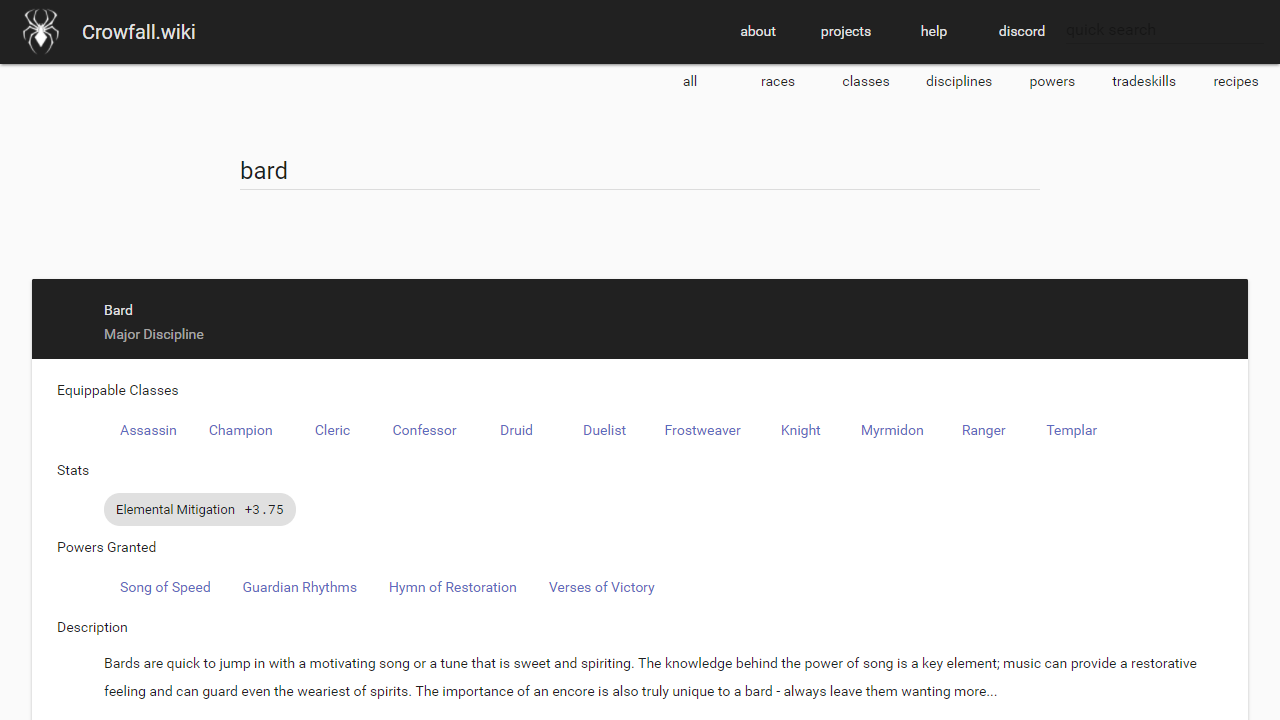 Crowfall.wiki about projects help discord quick search
all races classes disciplines powers tradeskills recipes
bard
Bard
Major Discipline
Equippable Classes
Assassin Champion Cleric Confessor Druid Duelist Frostweaver Knight Myrmidon Ranger Templar
Stats
Elemental Mitigation +3.75
Powers Granted
Song of Speed Guardian Rhythms Hymn of Restoration Verses of Victory
Description
Bards are quick to jump in with a motivating song or a tune that is sweet and spiriting. The knowledge behind the power of song is a key element; music can provide a restorative
feeling and can guard even the weariest of spirits. The importance of an encore is also truly unique to a bard - always leave them wanting more...